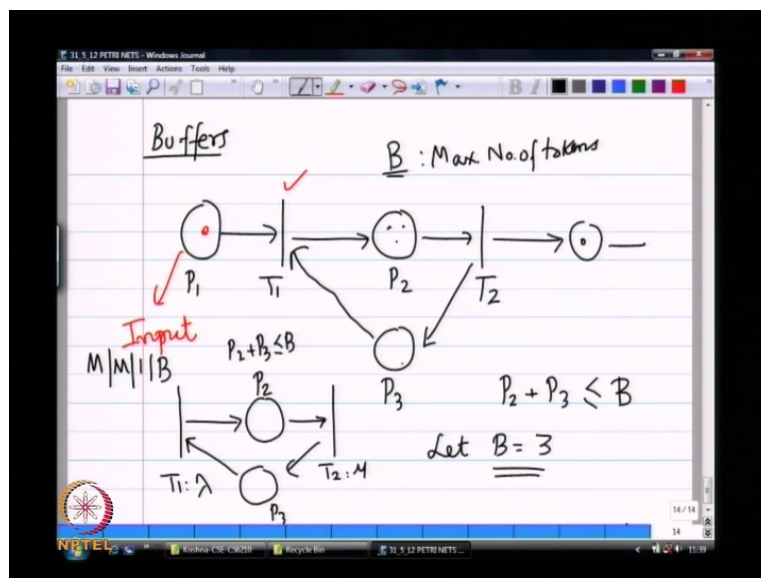 31_5_12 PETRI NETS - Windows Journal
File Edit View Insert Actions Tools Help
B I
Buffers
B : Max No. of tokens
P1
T1
P2
T2
P3
Input
M|M|1|B
P2+P3≤B
P2
T1:λ
T2:μ
P3
P2 + P3 ≤ B
Let B = 3
14 / 14
14
NPTEL
Krishna-CSE-CS6210
Recycle Bin
31_5_12 PETRI NETS ...
11:39